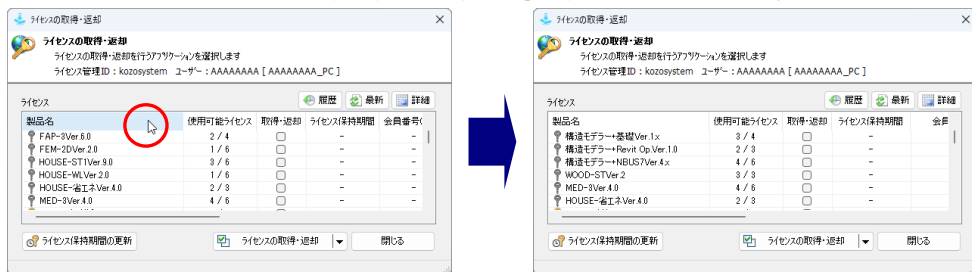 ライセンスの取得・返却
ライセンスの取得・返却
ライセンスの取得・返却を行うアプリケーションを選択します
ライセンス管理ID：kozosystem ユーザー：AAAAAAAA [ AAAAAAAA_PC ]
ライセンス 履歴 最新 詳細
製品名 使用可能ライセンス 取得・返却 ライセンス保持期間 会員番号(
FAP-3Ver.6.0 2 / 4 - -
FEM-2DVer.2.0 1 / 6 - -
HOUSE-ST1Ver.9.0 3 / 6 - -
HOUSE-WLVer.2.0 1 / 6 - -
HOUSE-省エネVer.4.0 2 / 3 - -
MED-3Ver.4.0 4 / 6 - -
ライセンス保持期間の更新 ライセンスの取得・返却 閉じる
ライセンスの取得・返却
ライセンスの取得・返却
ライセンスの取得・返却を行うアプリケーションを選択します
ライセンス管理ID：kozosystem ユーザー：AAAAAAAA [ AAAAAAAA_PC ]
ライセンス 履歴 最新 詳細
製品名 使用可能ライセンス 取得・返却 ライセンス保持期間 会員
構造モデラー+基礎Ver.1.x 3 / 4 -
構造モデラー+Revit Op.Ver.1.0 2 / 3 -
構造モデラー+NBUS7Ver.4.x 4 / 6 -
WOOD-STVer.2 3 / 3 -
MED-3Ver.4.0 4 / 6 -
HOUSE-省エネVer.4.0 2 / 3 -
ライセンス保持期間の更新 ライセンスの取得・返却 閉じる